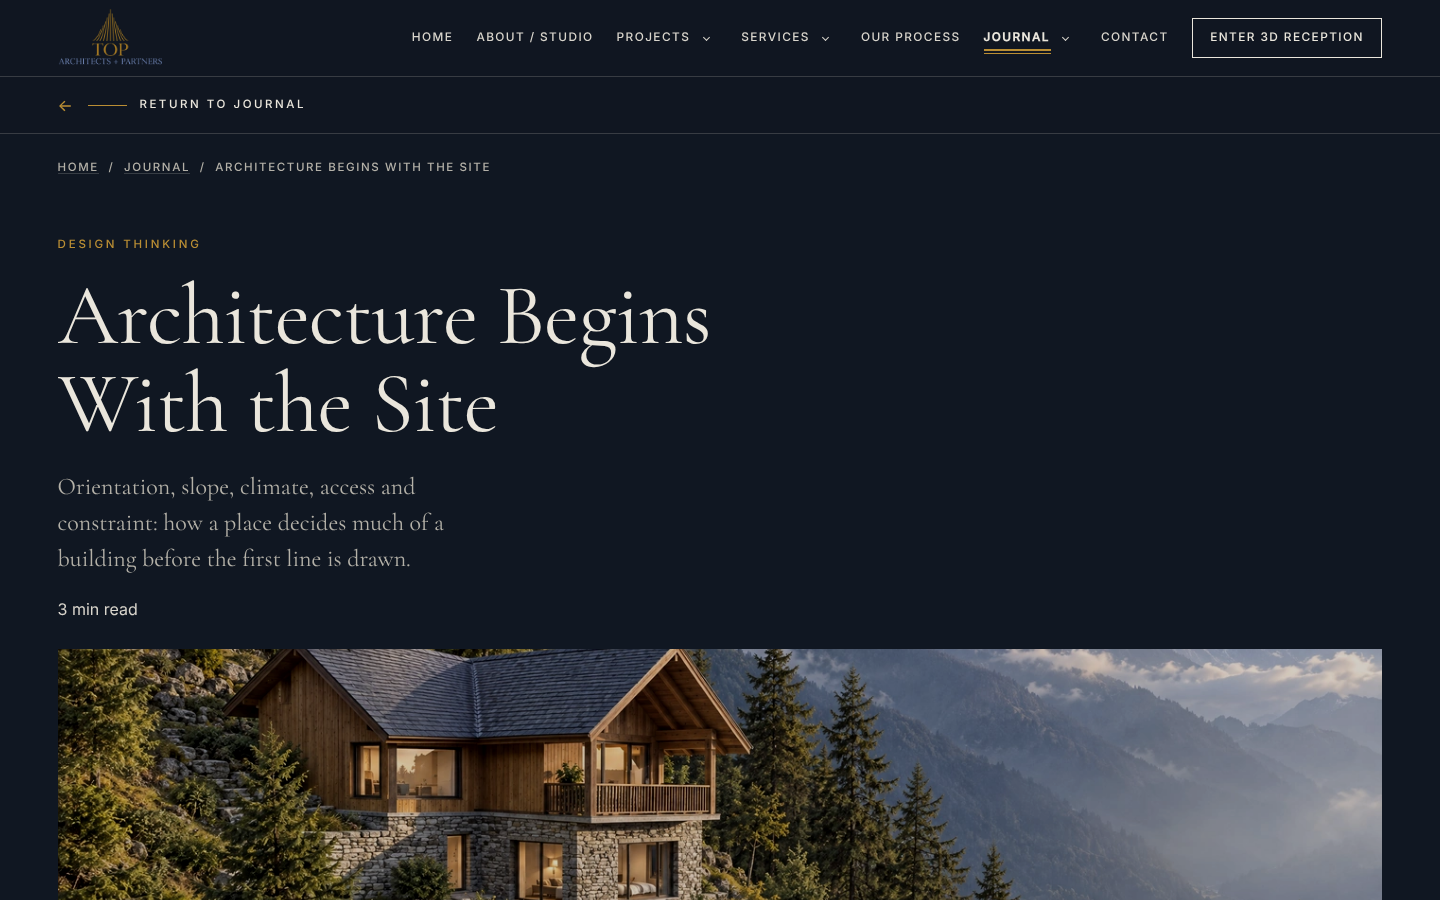 TOP
ARCHITECTS + PARTNERS
HOME
ABOUT / STUDIO
PROJECTS
SERVICES
OUR PROCESS
JOURNAL
CONTACT
ENTER 3D RECEPTION
RETURN TO JOURNAL
HOME / JOURNAL / ARCHITECTURE BEGINS WITH THE SITE
DESIGN THINKING
Architecture Begins
With the Site
Orientation, slope, climate, access and
constraint: how a place decides much of a
building before the first line is drawn.
3 min read